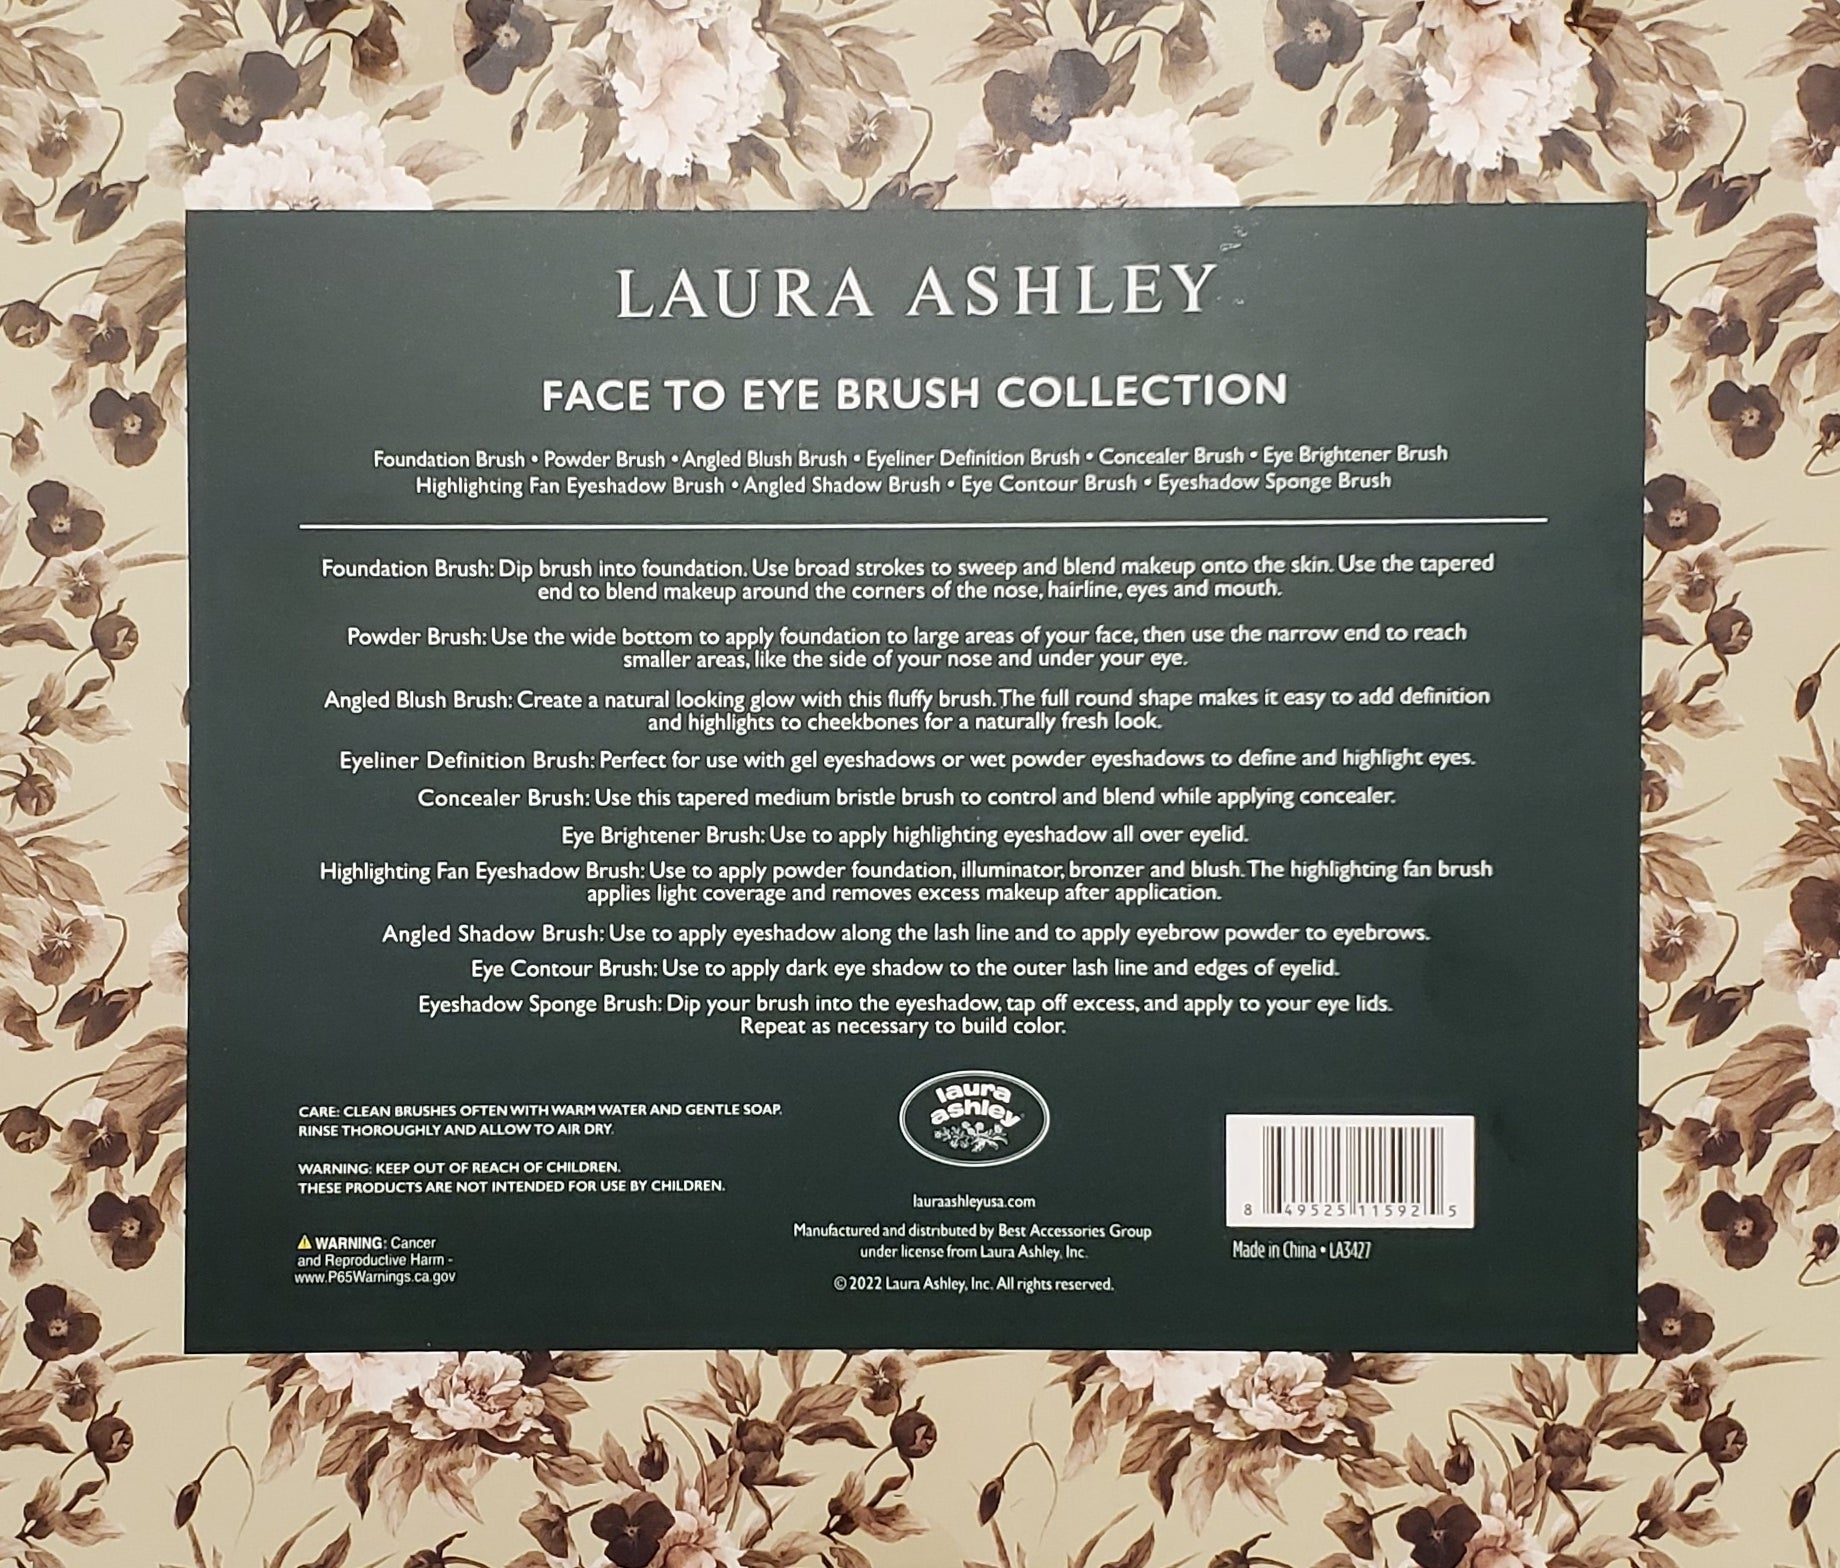 LAURA ASHLEY
FACE TO EYE BRUSH COLLECTION
Foundation Brush • Powder Brush • Angled Blush Brush • Eyeliner Definition Brush • Concealer Brush • Eye Brightener Brush
Highlighting Fan Eyeshadow Brush • Angled Shadow Brush • Eye Contour Brush • Eyeshadow Sponge Brush
Foundation Brush: Dip brush into foundation. Use broad strokes to sweep and blend makeup onto the skin. Use the tapered
end to blend makeup around the corners of the nose, hairline, eyes and mouth.
Powder Brush: Use the wide bottom to apply foundation to large areas of your face, then use the narrow end to reach
smaller areas, like the side of your nose and under your eye.
Angled Blush Brush: Create a natural looking glow with this fluffy brush. The full round shape makes it easy to add definition
and highlights to cheekbones for a naturally fresh look.
Eyeliner Definition Brush: Perfect for use with gel eyeshadows or wet powder eyeshadows to define and highlight eyes.
Concealer Brush: Use this tapered medium bristle brush to control and blend while applying concealer.
Eye Brightener Brush: Use to apply highlighting eyeshadow all over eyelid.
Highlighting Fan Eyeshadow Brush: Use to apply powder foundation, illuminator, bronzer and blush. The highlighting fan brush
applies light coverage and removes excess makeup after application.
Angled Shadow Brush: Use to apply eyeshadow along the lash line and to apply eyebrow powder to eyebrows.
Eye Contour Brush: Use to apply dark eye shadow to the outer lash line and edges of eyelid.
Eyeshadow Sponge Brush: Dip your brush into the eyeshadow, tap off excess, and apply to your eye lids.
Repeat as necessary to build color.
CARE: CLEAN BRUSHES OFTEN WITH WARM WATER AND GENTLE SOAP.
RINSE THOROUGHLY AND ALLOW TO AIR DRY.
WARNING: KEEP OUT OF REACH OF CHILDREN.
THESE PRODUCTS ARE NOT INTENDED FOR USE BY CHILDREN.
⚠ WARNING: Cancer
and Reproductive Harm -
www.P65Warnings.ca.gov
laura
ashley
lauraashleyusa.com
Manufactured and distributed by Best Accessories Group
under license from Laura Ashley, Inc.
© 2022 Laura Ashley, Inc. All rights reserved.
8 49525 11592 5
Made in China • LA3427